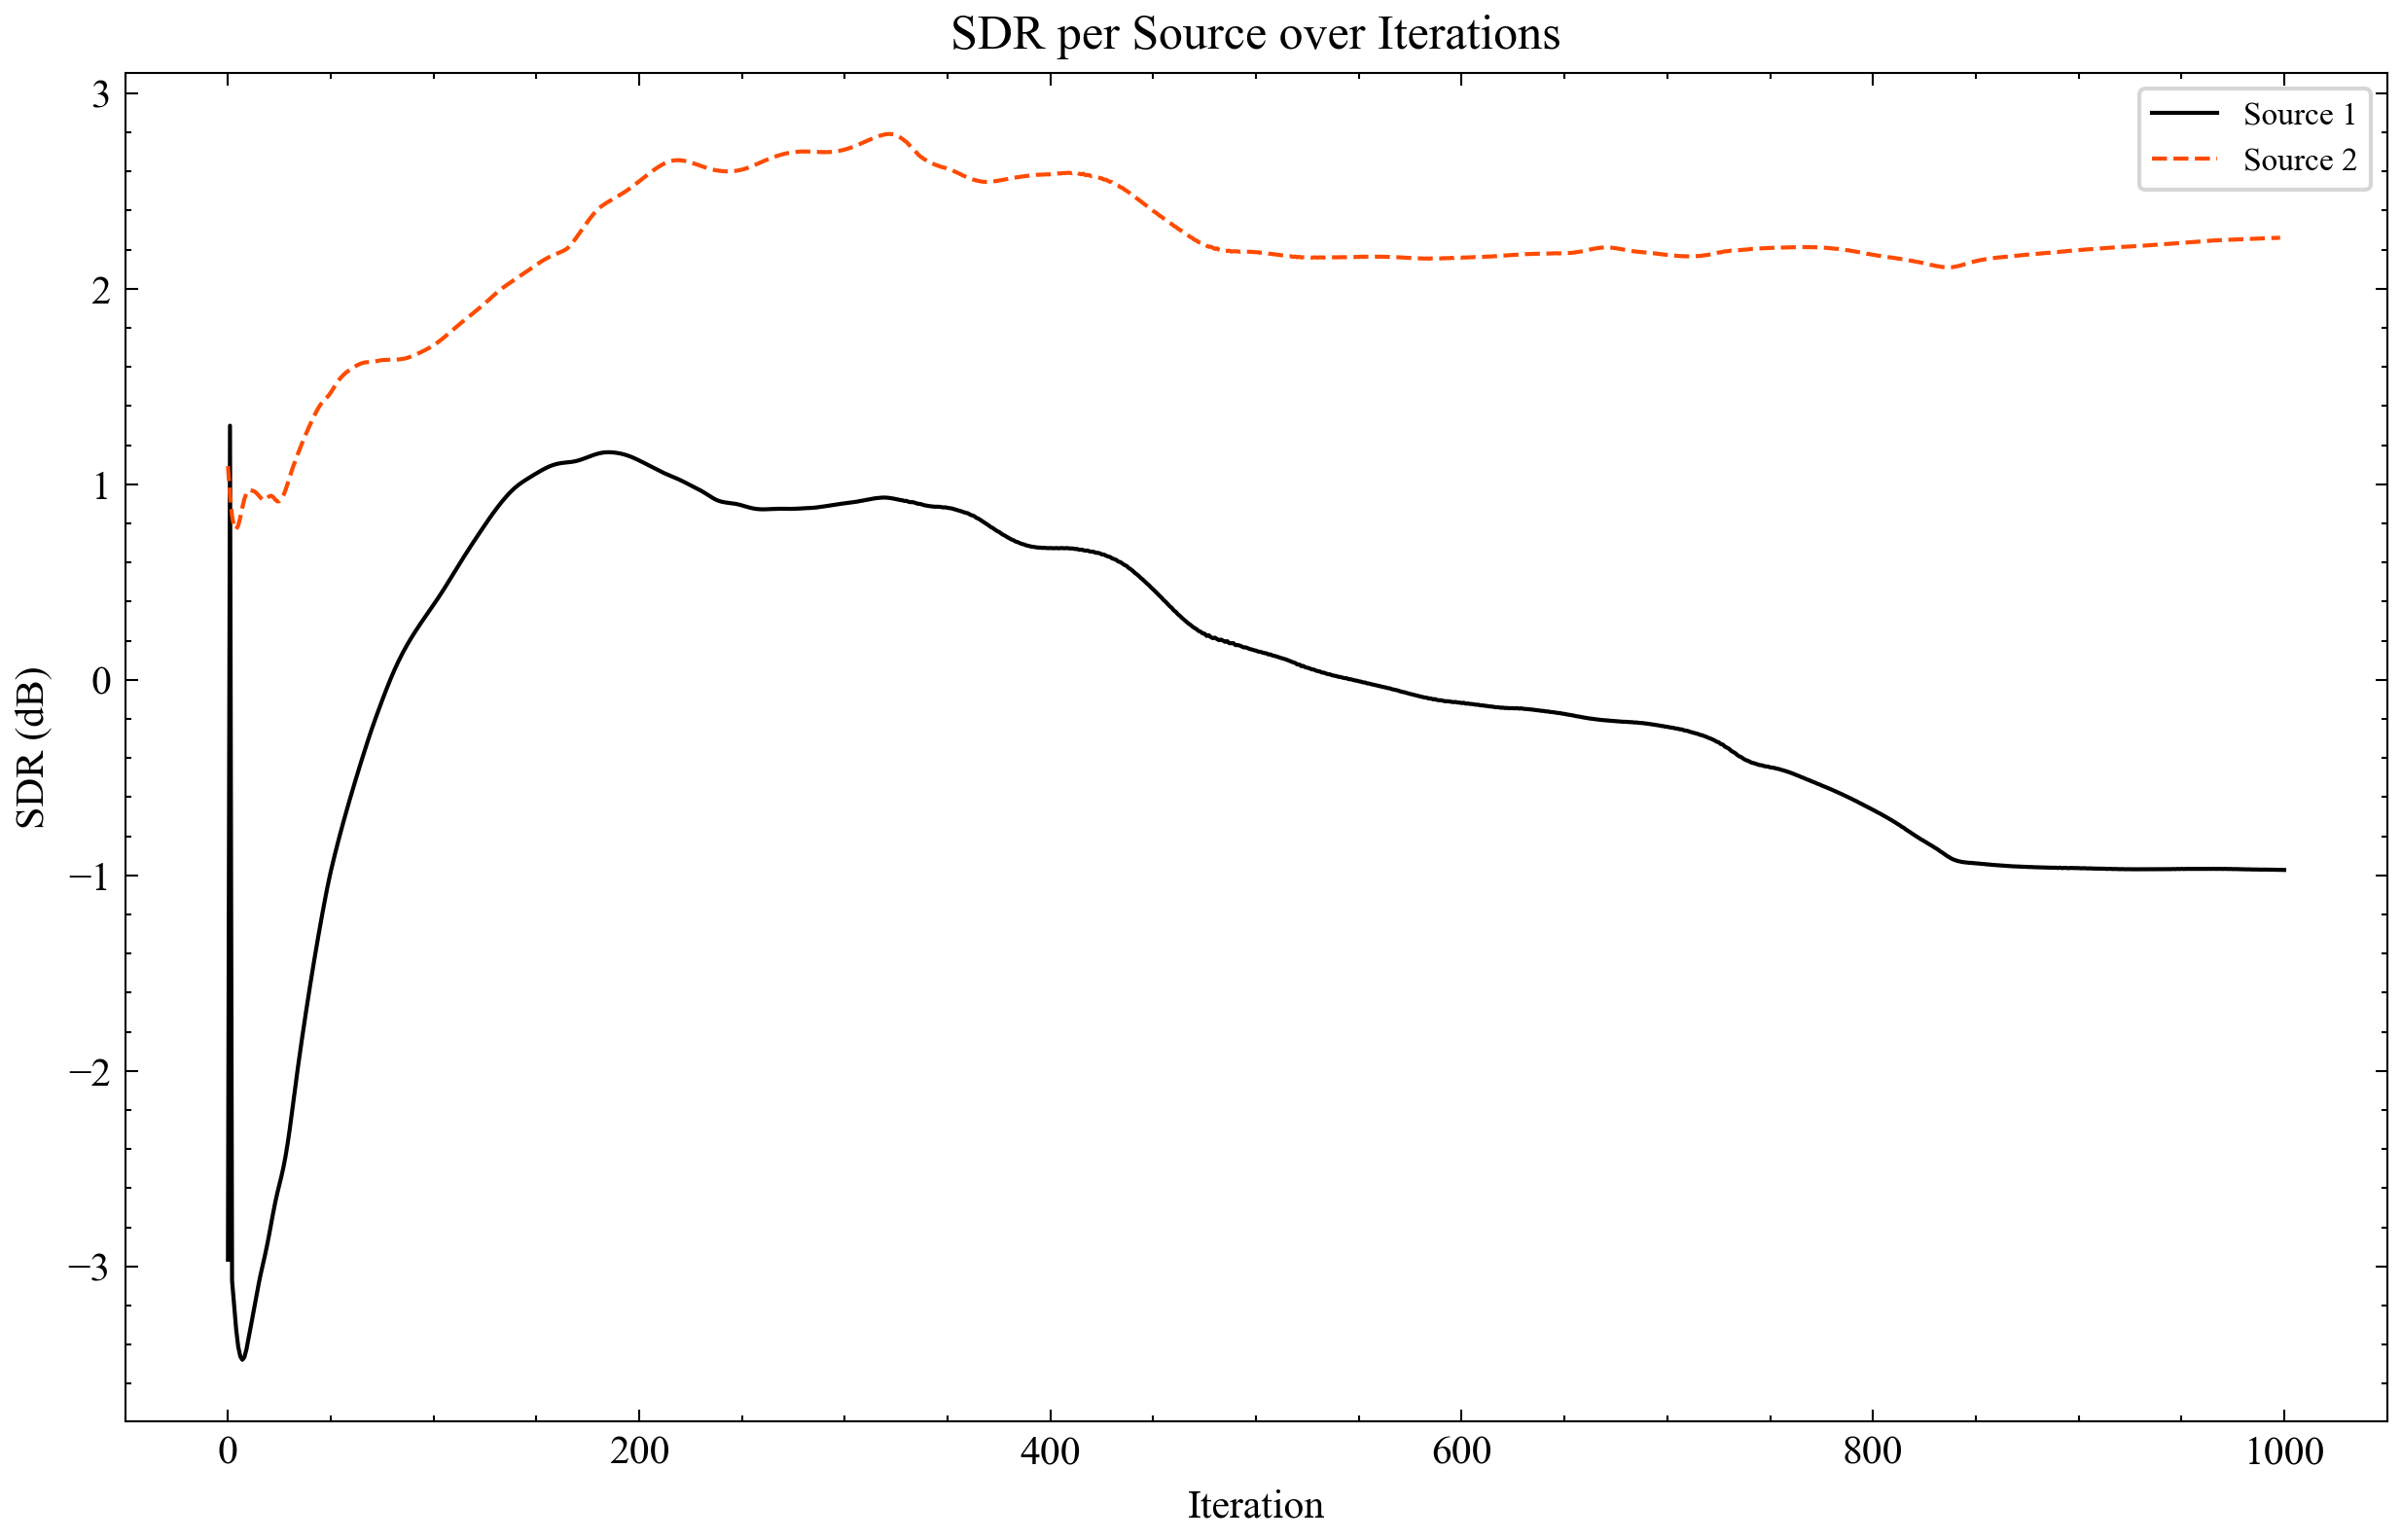 SDR per Source over Iterations
3
2
1
0
−1
−2
−3
SDR (dB)
Source 1
Source 2
0 200 400 600 800 1000
Iteration